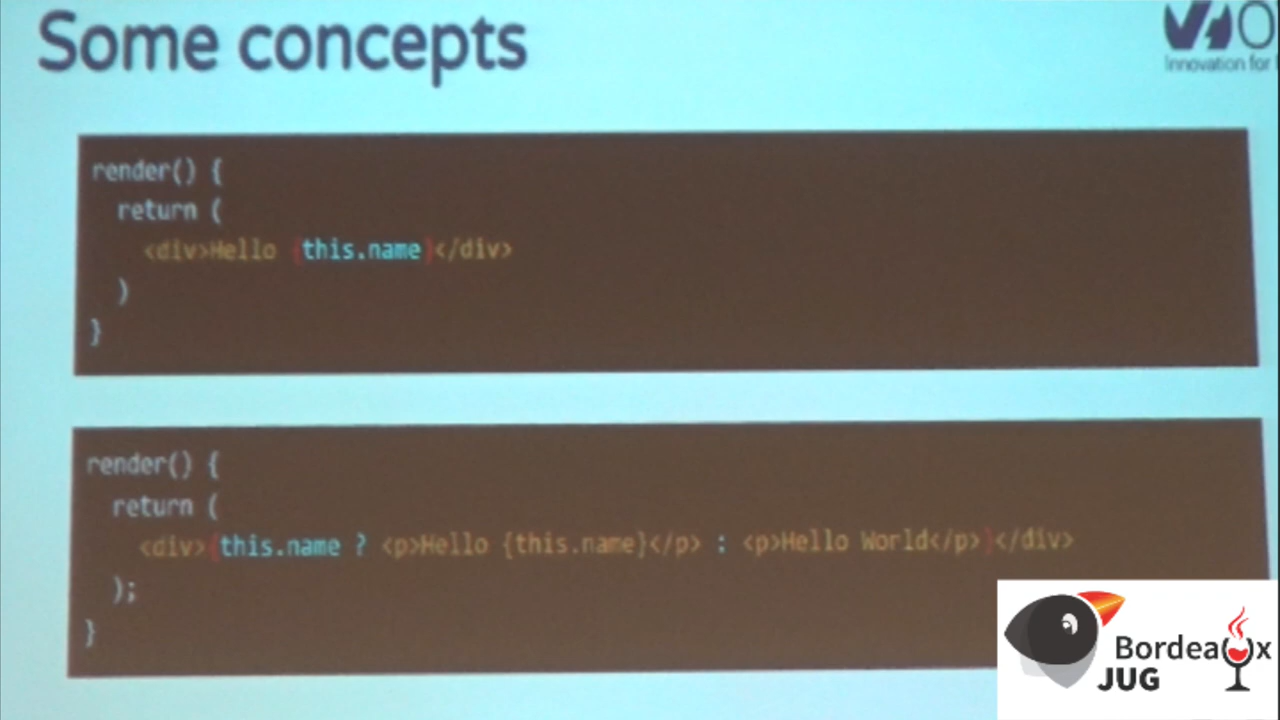 Some concepts
Innovation for
render() {
return (
<div>Hello {this.name}</div>
)
}
render() {
return (
<div>{this.name ? <p>Hello {this.name}</p> : <p>Hello World</p>}</div>
);
}
Bordeaux
JUG